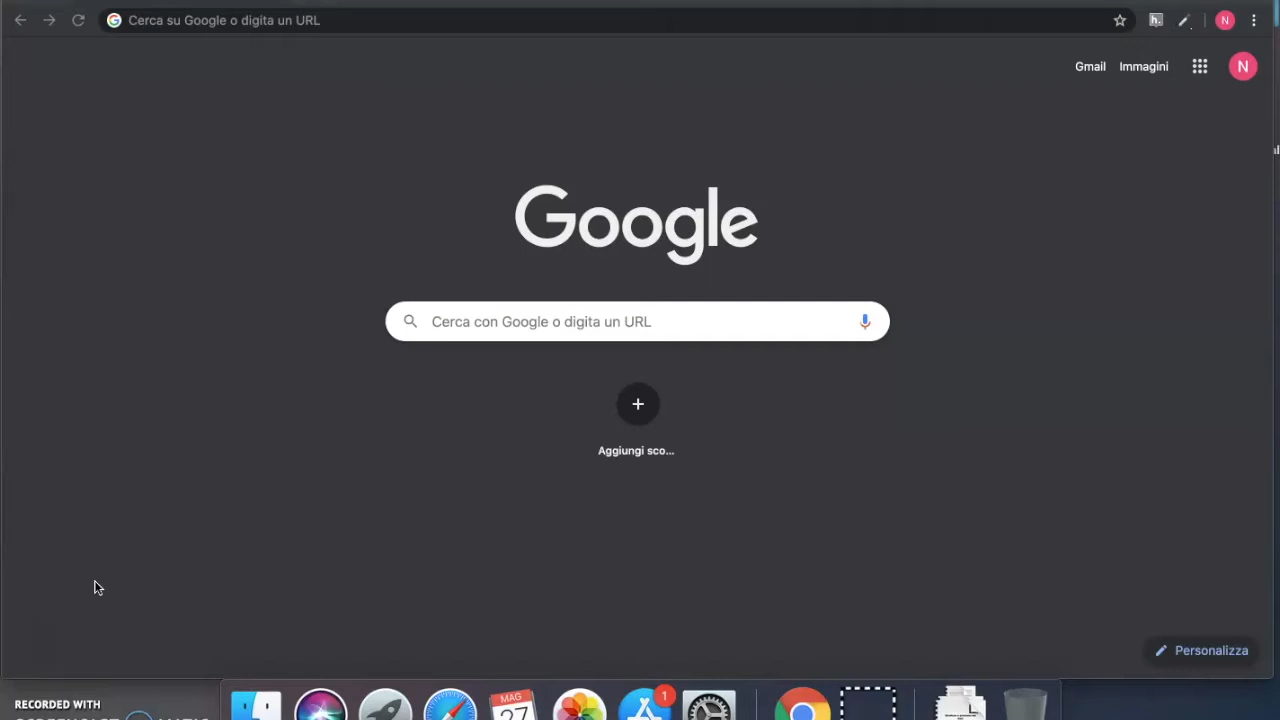 Cerca su Google o digita un URL
h.
N
Gmail
Immagini
N
Google
Cerca con Google o digita un URL
Aggiungi sco...
Personalizza
RECORDED WITH
1
MAG
27